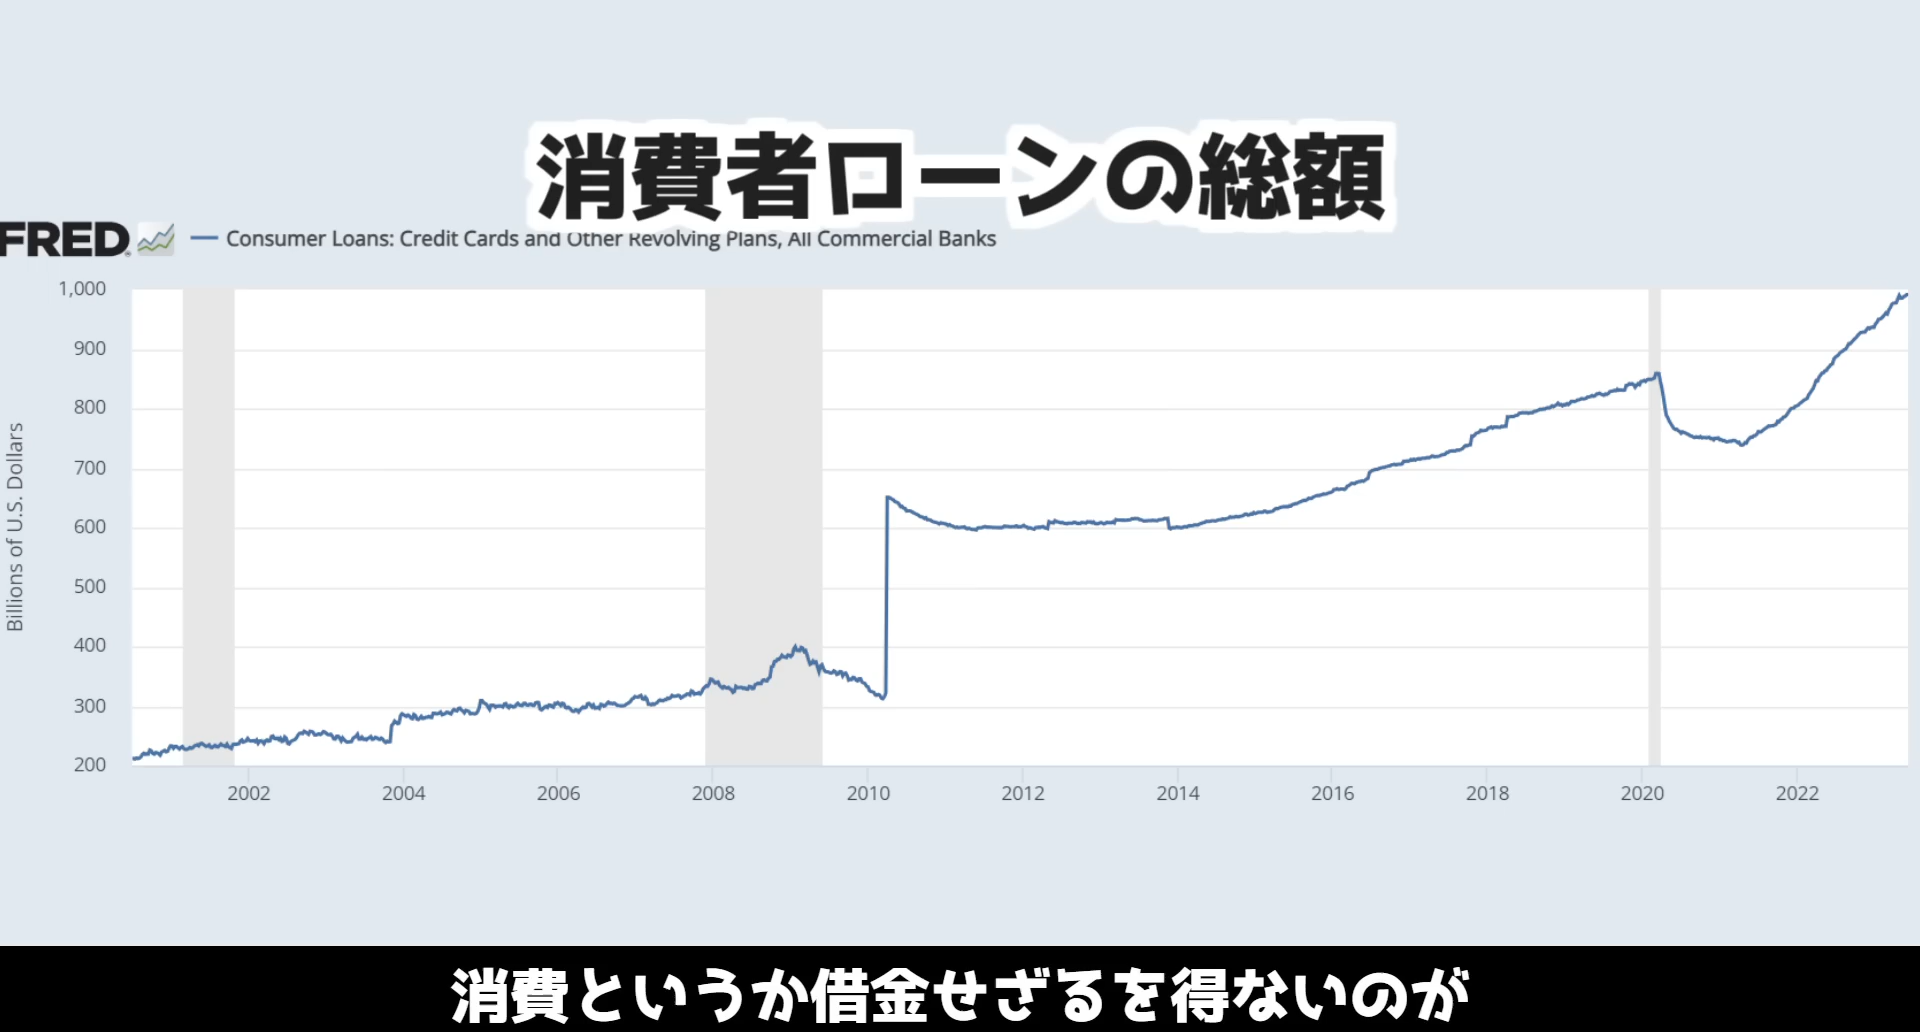 消費者ローンの総額
FRED
Consumer Loans: Credit Cards and Other Revolving Plans, All Commercial Banks
1,000
900
800
700
600
500
400
300
200
Billions of U.S. Dollars
2002 2004 2006 2008 2010 2012 2014 2016 2018 2020 2022
消費というか借金せざるを得ないのが